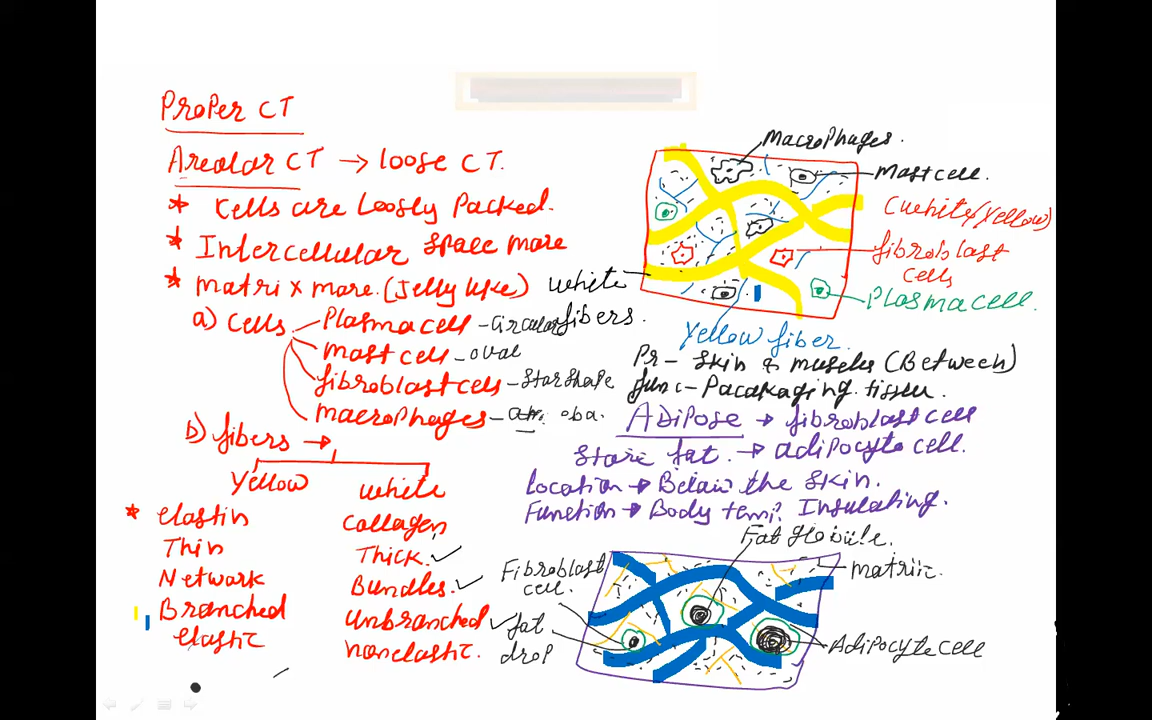 Proper CT
Areolar CT → loose CT.
* Cells are Loosly Packed.
* Intercellular space more
* matrix more. (Jelly like)
a) Cells
Plasma cell - Circular
mast cell - oval
fibroblast cell - Star shape
macrophages -
b) fibers →
Yellow
white
* elastin
Collagen
Thin
Thick.
Network
Bundles.
Branched
Unbranched
elastic
nonelastic.
Macrophages.
Mast cell.
(white/Yellow)
fibroblast
cells
Plasma cell.
white
fibers.
Yellow fiber.
Pr - Skin & muscles (Between)
func - Pacakaging tissue.
ADipose → fibroblast cell
Store fat. → adipocyte cell.
Location → Below the Skin.
Function → Body temp. Insulating.
Fat globule.
matrix.
Fibroblast
cell.
fat
drop
Adipocyte cell